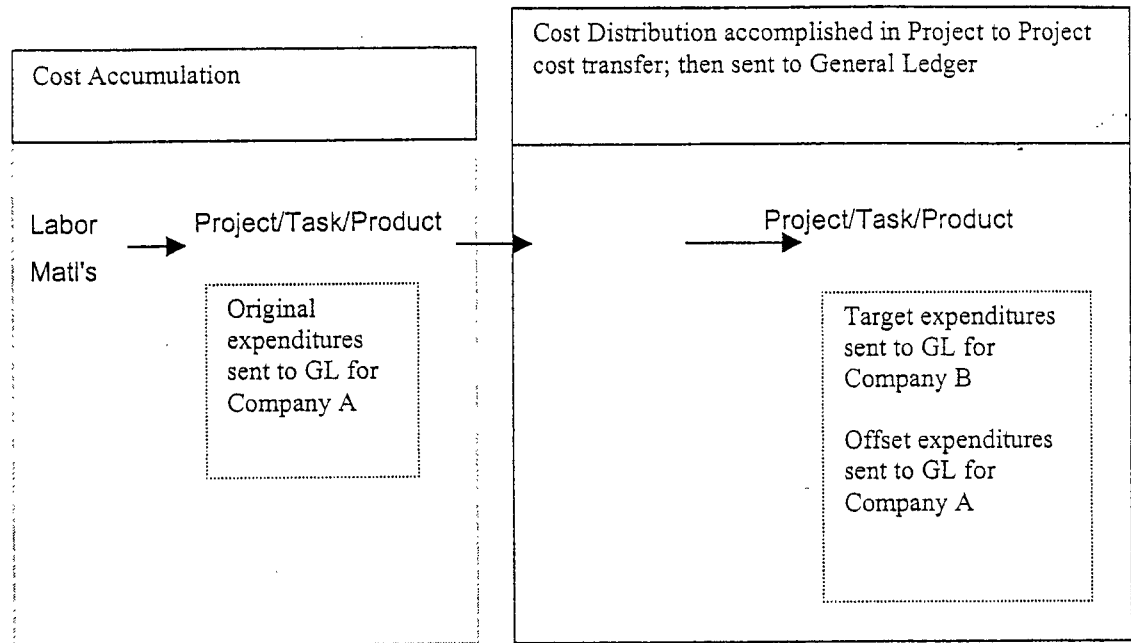 Cost Accumulation
Cost Distribution accomplished in Project to Project
cost transfer; then sent to General Ledger
Labor
Matl's
Project/Task/Product
Original
expenditures
sent to GL for
Company A
Project/Task/Product
Target expenditures
sent to GL for
Company B
Offset expenditures
sent to GL for
Company A